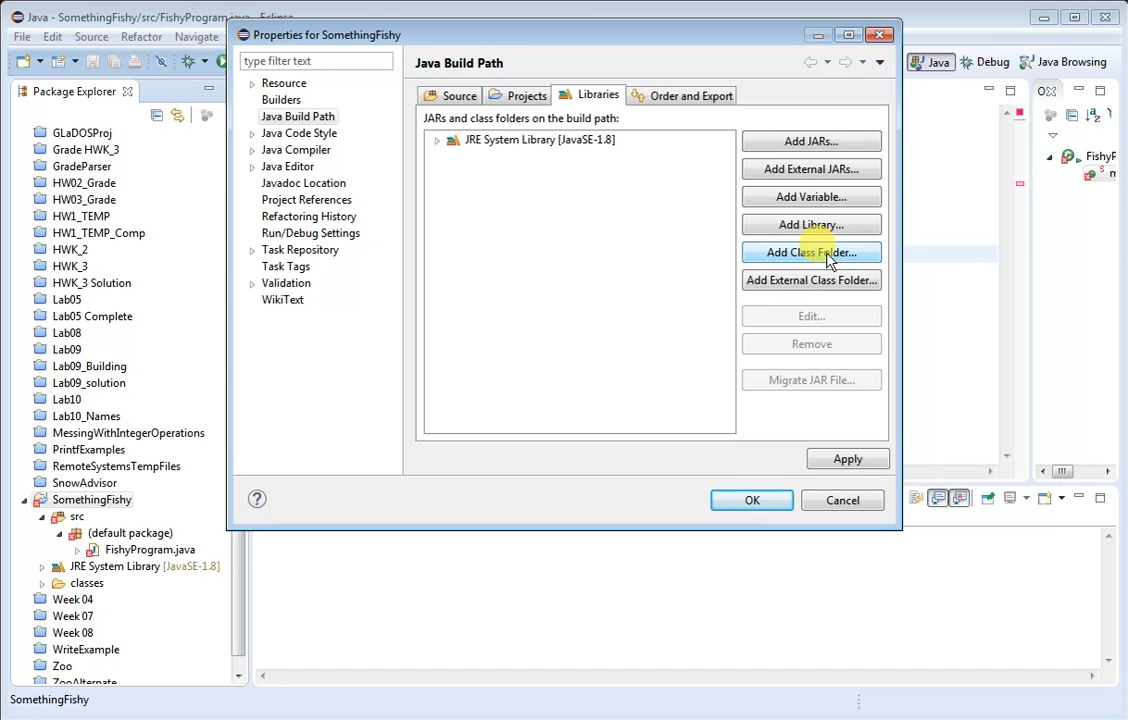 Java - SomethingFishy/src/FishyProgram.java - Eclipse
File Edit Source Refactor Navigate
Java Debug Java Browsing
Package Explorer
GLaDOSProj
Grade HWK_3
GradeParser
HW02_Grade
HW03_Grade
HW1_TEMP
HW1_TEMP_Comp
HWK_2
HWK_3
HWK_3 Solution
Lab05
Lab05 Complete
Lab08
Lab09
Lab09_Building
Lab09_solution
Lab10
Lab10_Names
MessingWithIntegerOperations
PrintfExamples
RemoteSystemsTempFiles
SnowAdvisor
SomethingFishy
src
(default package)
FishyProgram.java
JRE System Library [JavaSE-1.8]
classes
Week 04
Week 07
Week 08
WriteExample
Zoo
ZooAlternate
SomethingFishy
Properties for SomethingFishy
type filter text
Resource
Builders
Java Build Path
Java Code Style
Java Compiler
Java Editor
Javadoc Location
Project References
Refactoring History
Run/Debug Settings
Task Repository
Task Tags
Validation
WikiText
Java Build Path
Source Projects Libraries Order and Export
JARs and class folders on the build path:
JRE System Library [JavaSE-1.8]
Add JARs...
Add External JARs...
Add Variable...
Add Library...
Add Class Folder...
Add External Class Folder...
Edit...
Remove
Migrate JAR File...
Apply
OK Cancel
O
FishyP
S
m